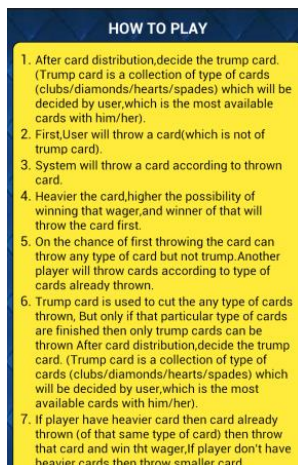 HOW TO PLAY
1. After card distribution,decide the trump card.
(Trump card is a collection of type of cards
(clubs/diamonds/hearts/spades) which will be
decided by user,which is the most available
cards with him/her).
2. First,User will throw a card(which is not of
trump card).
3. System will throw a card according to thrown
card.
4. Heavier the card,higher the possibility of
winning that wager,and winner of that will
throw the card first.
5. On the chance of first throwing the card can
throw any type of card but not trump.Another
player will throw cards according to type of
cards already thrown.
6. Trump card is used to cut the any type of cards
thrown, But only if that particular type of cards
are finished then only trump cards can be
thrown After card distribution,decide the trump
card. (Trump card is a collection of type of
cards (clubs/diamonds/hearts/spades) which
will be decided by user,which is the most
available cards with him/her).
7. If player have heavier card then card already
thrown (of that same type of card) then throw
that card and win tht wager,If player don't have
heavier cards then throw smaller card